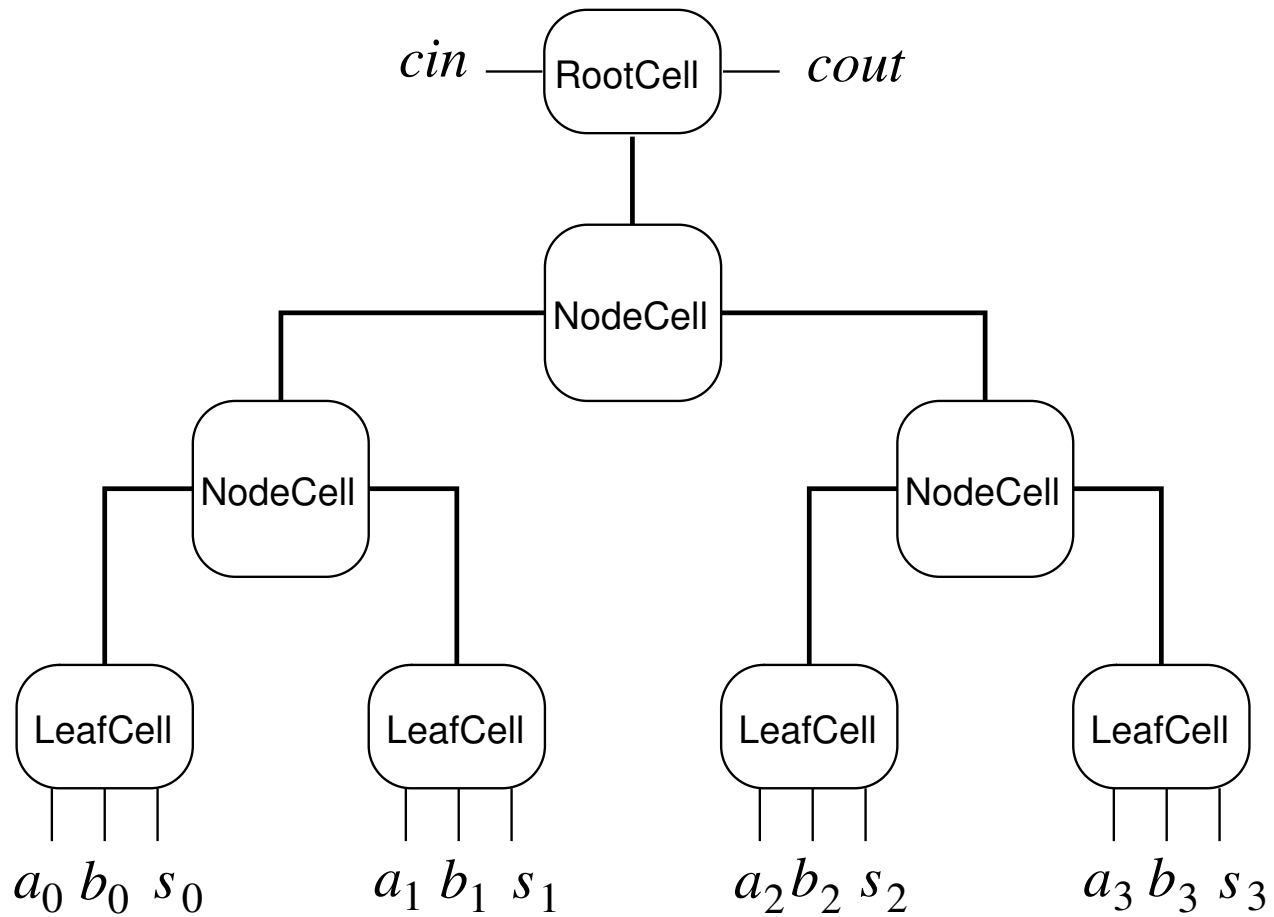 cin RootCell cout
NodeCell
NodeCell NodeCell
LeafCell LeafCell LeafCell LeafCell
a0 b0 s0 a1 b1 s1 a2 b2 s2 a3 b3 s3